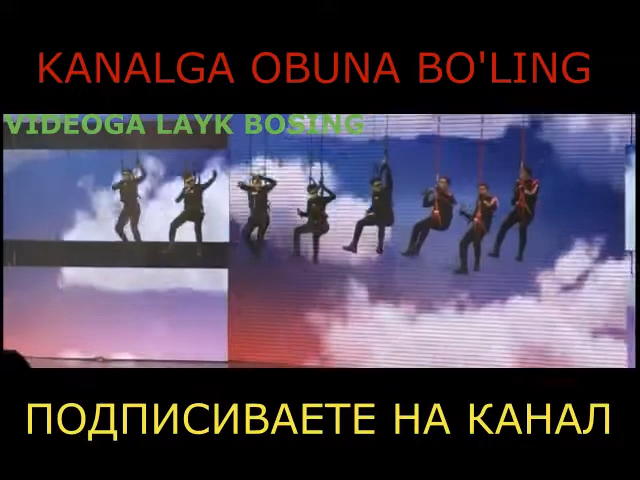 KANALGA OBUNA BO'LING
VIDEOGA LAYK BOSING
ПОДПИСИВАЕТЕ НА КАНАЛ